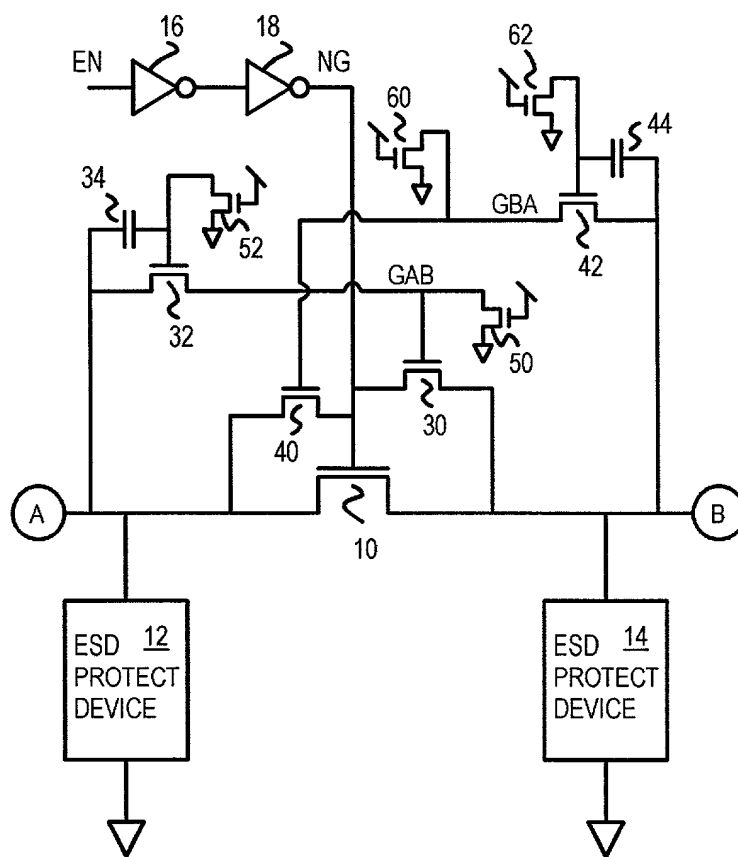 16
18
EN
NG
62
60
44
34
52
GBA
42
32
GAB
50
40
30
A
10
B
ESD 12
PROTECT
DEVICE
ESD 14
PROTECT
DEVICE